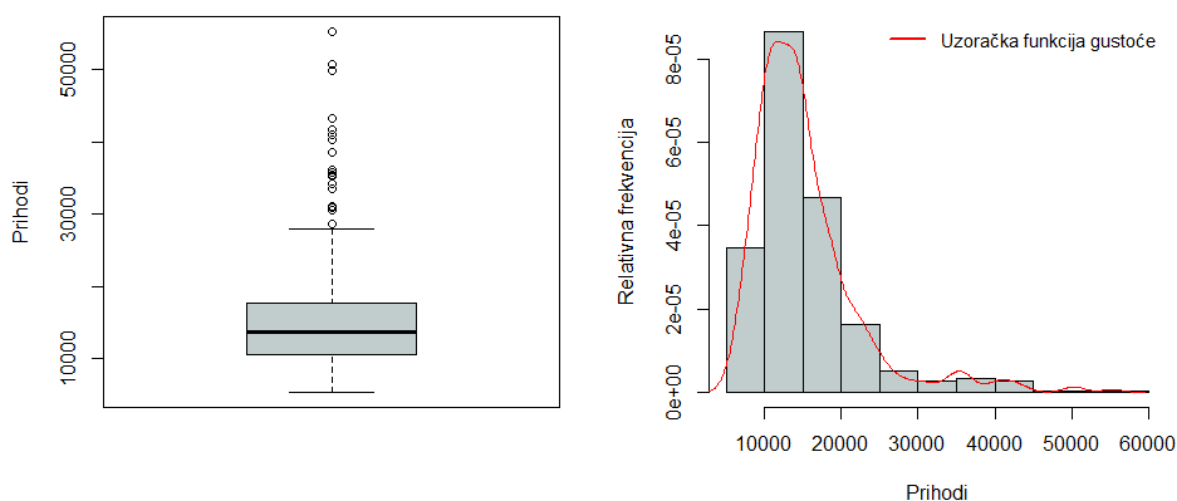 Prihodi
10000
30000
50000
Uzoračka funkcija gustoće
Relativna frekvencija
0e+00
2e-05
4e-05
6e-05
8e-05
10000
20000
30000
40000
50000
60000
Prihodi